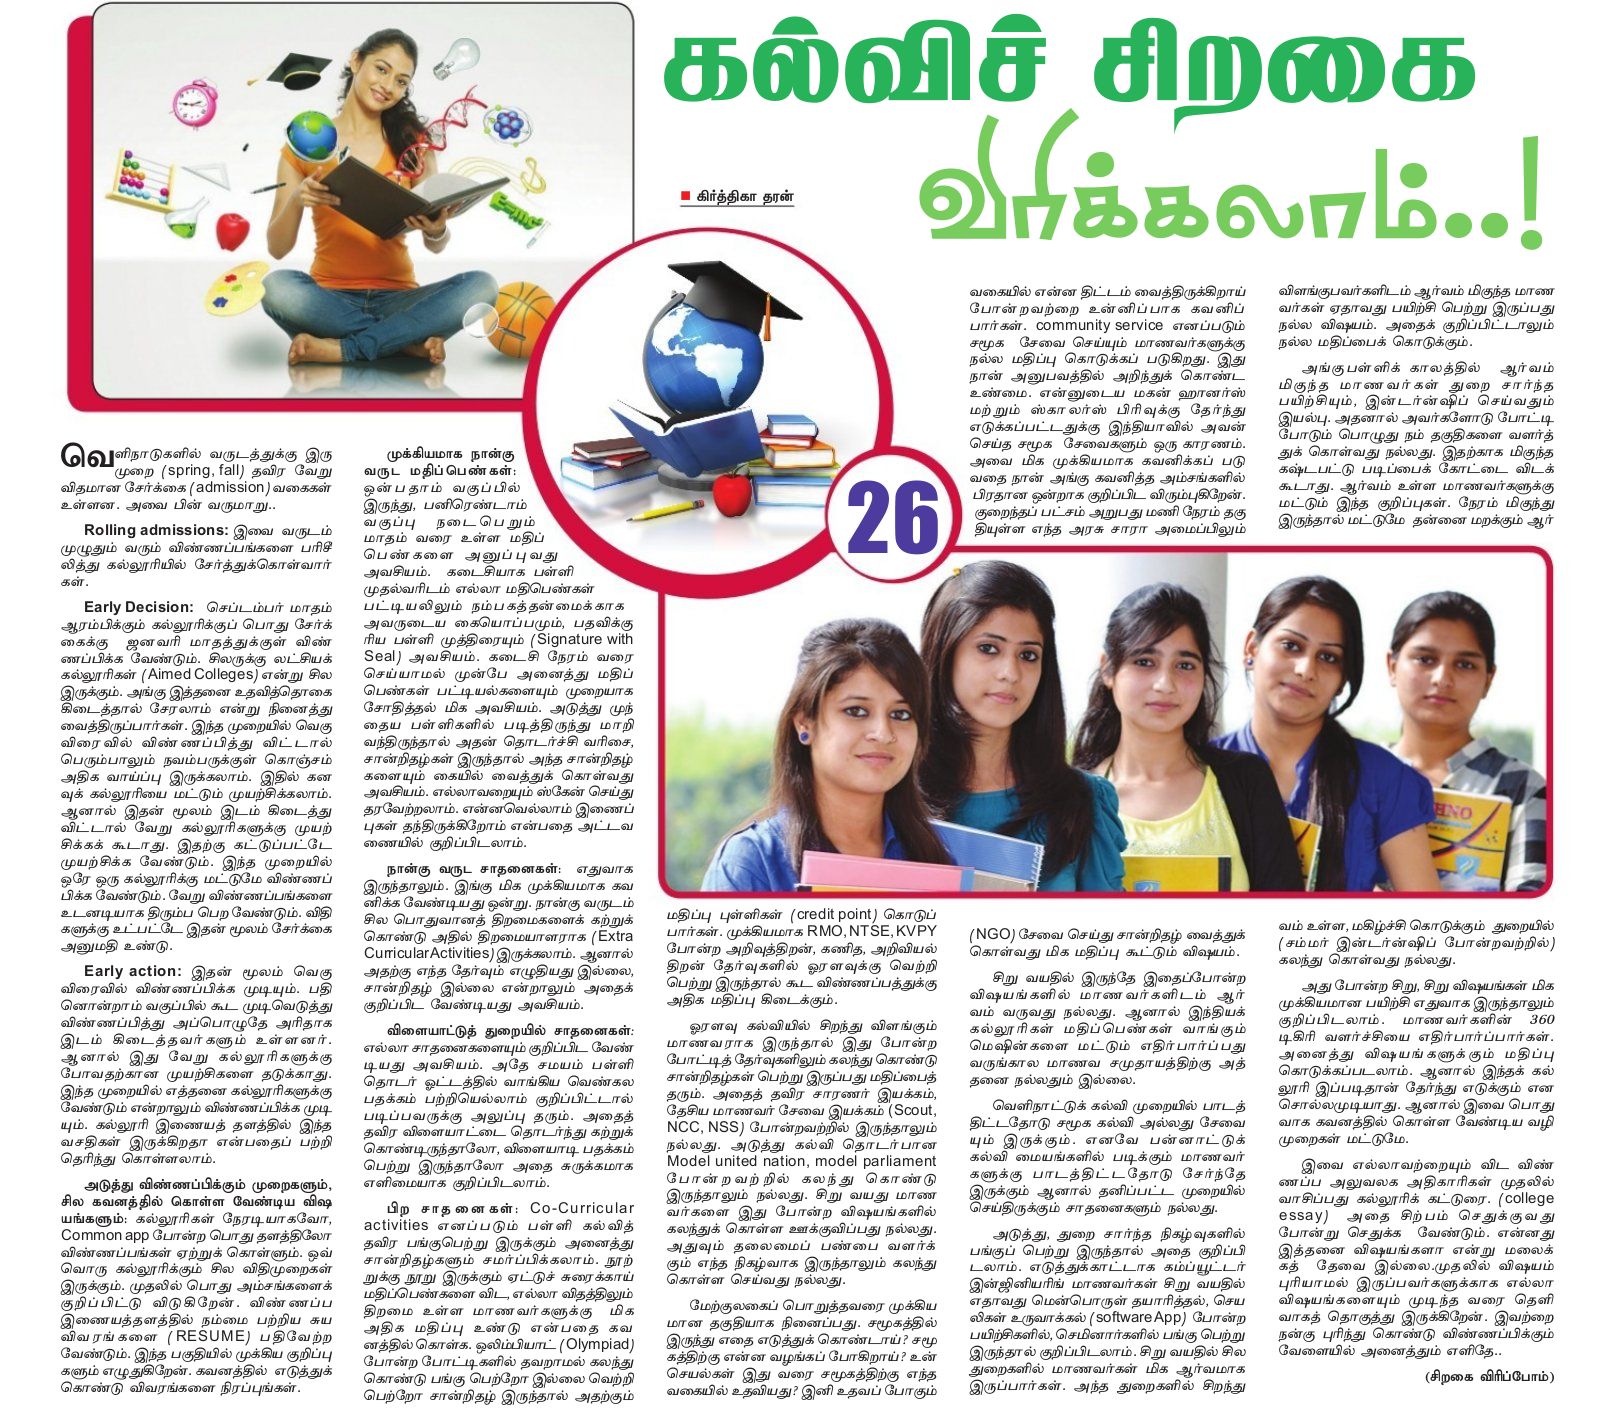 கல்விச் சிறகை
விரிக்கலாம்..!
■ கிர்த்திகா தரன்
26
வெளிநாடுகளில் வருடத்துக்கு இரு
முறை (spring, fall) தவிர வேறு
விதமான சேர்க்கை (admission) வகைகள்
உள்ளன. அவை பின் வருமாறு..
Rolling admissions: இவை வருடம்
முழுதும் வரும் விண்ணப்பங்களை பரிசீ
லித்து கல்லூரியில் சேர்த்துக்கொள்வார்
கள்.
Early Decision: செப்டம்பர் மாதம்
ஆரம்பிக்கும் கல்லூரிக்குப் பொது சேர்க்
கைக்கு ஜனவரி மாதத்துக்குள் விண்
ணப்பிக்க வேண்டும். சிலருக்கு லட்சியக்
கல்லூரிகள் (Aimed Colleges) என்று சில
இருக்கும். அங்கு இத்தனை உதவித்தொகை
கிடைத்தால் சேரலாம் என்று நினைத்து
வைத்திருப்பார்கள். இந்த முறையில் வெகு
விரைவில் விண்ணப்பித்து விட்டால்
பெரும்பாலும் நவம்பருக்குள் கொஞ்சம்
அதிக வாய்ப்பு இருக்கலாம். இதில் கன
வுக் கல்லூரியை மட்டும் முயற்சிக்கலாம்.
ஆனால் இதன் மூலம் இடம் கிடைத்து
விட்டால் வேறு கல்லூரிகளுக்கு முயற்
சிக்கக் கூடாது. இதற்கு கட்டுப்பட்டே
முயற்சிக்க வேண்டும். இந்த முறையில்
ஒரே ஒரு கல்லூரிக்கு மட்டுமே விண்ணப்
பிக்க வேண்டும். வேறு விண்ணப்பங்களை
உடனடியாக திரும்ப பெற வேண்டும். விதி
களுக்கு உட்பட்டே இதன் மூலம் சேர்க்கை
அனுமதி உண்டு.
Early action: இதன் மூலம் வெகு
விரைவில் விண்ணப்பிக்க முடியும். பதி
னொன்றாம் வகுப்பில் கூட முடிவெடுத்து
விண்ணப்பித்து அப்பொழுதே அரிதாக
இடம் கிடைத்தவர்களும் உள்ளனர்.
ஆனால் இது வேறு கல்லூரிகளுக்கு
போவதற்கான முயற்சிகளை தடுக்காது.
இந்த முறையில் எத்தனை கல்லூரிகளுக்கு
வேண்டும் என்றாலும் விண்ணப்பிக்க முடி
யும். கல்லூரி இணையத் தளத்தில் இந்த
வசதிகள் இருக்கிறதா என்பதைப் பற்றி
தெரிந்து கொள்ளலாம்.
அடுத்து விண்ணப்பிக்கும் முறைகளும்,
சில கவனத்தில் கொள்ள வேண்டிய விஷ
யங்களும்: கல்லூரிகள் நேரடியாகவோ,
Common app போன்ற பொது தளத்திலோ
விண்ணப்பங்கள் ஏற்றுக் கொள்ளும். ஒவ்
வொரு கல்லூரிக்கும் சில விதிமுறைகள்
இருக்கும். முதலில் பொது அம்சங்களைக்
குறிப்பிட்டு விடுகிறேன். விண்ணப்ப
இணையத்தளத்தில் நம்மை பற்றிய சுய
விவரங்களை (RESUME) பதிவேற்ற
வேண்டும். இந்த பகுதியில் முக்கிய குறிப்பு
களும் எழுதுகிறேன். கவனத்தில் எடுத்துக்
கொண்டு விவரங்களை நிரப்புங்கள்.
முக்கியமாக நான்கு
வருட மதிப்பெண்கள்:
ஒன்பதாம் வகுப்பில்
இருந்து, பனிரெண்டாம்
வகுப்பு நடைபெறும்
மாதம் வரை உள்ள மதிப்
பெண்களை அனுப்புவது
அவசியம். கடைசியாக பள்ளி
முதல்வரிடம் எல்லா மதிபெண்கள்
பட்டியலிலும் நம்பகத்தன்மைக்காக
அவருடைய கையொப்பமும், பதவிக்கு
ரிய பள்ளி முத்திரையும் (Signature with
Seal) அவசியம். கடைசி நேரம் வரை
செய்யாமல் முன்பே அனைத்து மதிப்
பெண்கள் பட்டியல்களையும் முறையாக
சோதித்தல் மிக அவசியம். அடுத்து முந்
தைய பள்ளிகளில் படித்திருந்து மாறி
வந்திருந்தால் அதன் தொடர்ச்சி வரிசை,
சான்றிதழ்கள் இருந்தால் அந்த சான்றிதழ்
களையும் கையில் வைத்துக் கொள்வது
அவசியம். எல்லாவறையும் ஸ்கேன் செய்து
தரவேற்றலாம். என்னவெல்லாம் இணைப்
புகள் தந்திருக்கிறோம் என்பதை அட்டவ
ணையில் குறிப்பிடலாம்.
நான்கு வருட சாதனைகள்: எதுவாக
இருந்தாலும். இங்கு மிக முக்கியமாக கவ
னிக்க வேண்டியது ஒன்று. நான்கு வருடம்
சில பொதுவானத் திறமைகளைக் கற்றுக்
கொண்டு அதில் திறமையாளராக (Extra
Curricular Activities) இருக்கலாம். ஆனால்
அதற்கு எந்த தேர்வும் எழுதியது இல்லை,
சான்றிதழ் இல்லை என்றாலும் அதைக்
குறிப்பிட வேண்டியது அவசியம்.
விளையாட்டுத் துறையில் சாதனைகள்:
எல்லா சாதனைகளையும் குறிப்பிட வேண்
டியது அவசியம். அதே சமயம் பள்ளி
தொடர் ஓட்டத்தில் வாங்கிய வெண்கல
பதக்கம் பற்றியெல்லாம் குறிப்பிட்டால்
படிப்பவருக்கு அலுப்பு தரும். அதைத்
தவிர விளையாட்டை தொடர்ந்து கற்றுக்
கொண்டிருந்தாலோ, விளையாடி பதக்கம்
பெற்று இருந்தாலோ அதை சுருக்கமாக
எளிமையாக குறிப்பிடலாம்.
பிற சாதனைகள்: Co-Curricular
activities எனப்படும் பள்ளி கல்வித்
தவிர பங்குபெற்று இருக்கும் அனைத்து
சான்றிதழ்களும் சமர்ப்பிக்கலாம். நூற்
றுக்கு நூறு இருக்கும் ஏட்டுச் சுரைக்காய்
மதிப்பெண்களை விட, எல்லா விதத்திலும்
திறமை உள்ள மாணவர்களுக்கு மிக
அதிக மதிப்பு உண்டு என்பதை கவ
னத்தில் கொள்க. ஒலிம்பியாட் (Olympiad)
போன்ற போட்டிகளில் தவறாமல் கலந்து
கொண்டு பங்கு பெற்றோ இல்லை வெற்றி
பெற்றோ சான்றிதழ் இருந்தால் அதற்கும்
மதிப்பு புள்ளிகள் (credit point) கொடுப்
பார்கள். முக்கியமாக RMO, NTSE, KVPY
போன்ற அறிவுத்திறன், கணித, அறிவியல்
திறன் தேர்வுகளில் ஓரளவுக்கு வெற்றி
பெற்று இருந்தால் கூட விண்ணப்பத்துக்கு
அதிக மதிப்பு கிடைக்கும்.
ஓரளவு கல்வியில் சிறந்து விளங்கும்
மாணவராக இருந்தால் இது போன்ற
போட்டித் தேர்வுகளிலும் கலந்து கொண்டு
சான்றிதழ்கள் பெற்று இருப்பது மதிப்பைத்
தரும். அதைத் தவிர சாரணர் இயக்கம்,
தேசிய மாணவர் சேவை இயக்கம் (Scout,
NCC, NSS) போன்றவற்றில் இருந்தாலும்
நல்லது. அடுத்து கல்வி தொடர்பான
Model united nation, model parliament
போன்றவற்றில் கலந்து கொண்டு
இருந்தாலும் நல்லது. சிறு வயது மாண
வர்களை இது போன்ற விஷயங்களில்
கலந்துக் கொள்ள ஊக்குவிப்பது நல்லது.
அதுவும் தலைமைப் பண்பை வளர்க்
கும் எந்த நிகழ்வாக இருந்தாலும் கலந்து
கொள்ள செய்வது நல்லது.
மேற்குலகைப் பொறுத்தவரை முக்கிய
மான தகுதியாக நினைப்பது. சமூகத்தில்
இருந்து எதை எடுத்துக் கொண்டாய்? சமூ
கத்திற்கு என்ன வழங்கப் போகிறாய்? உன்
செயல்கள் இது வரை சமூகத்திற்கு எந்த
வகையில் உதவியது? இனி உதவப் போகும்
வகையில் என்ன திட்டம் வைத்திருக்கிறாய்
போன்றவற்றை உன்னிப்பாக கவனிப்
பார்கள். community service எனப்படும்
சமூக சேவை செய்யும் மாணவர்களுக்கு
நல்ல மதிப்பு கொடுக்கப் படுகிறது. இது
நான் அனுபவத்தில் அறிந்துக் கொண்ட
உண்மை. என்னுடைய மகன் ஹானர்ஸ்
மற்றும் ஸ்காலர்ஸ் பிரிவுக்கு தேர்ந்து
எடுக்கப்பட்டதுக்கு இந்தியாவில் அவன்
செய்த சமூக சேவைகளும் ஒரு காரணம்.
அவை மிக முக்கியமாக கவனிக்கப் படு
வதை நான் அங்கு கவனித்த அம்சங்களில்
பிரதான ஒன்றாக குறிப்பிட விரும்புகிறேன்.
குறைந்தப் பட்சம் அறுபது மணி நேரம் தகு
தியுள்ள எந்த அரசு சாரா அமைப்பிலும்
(NGO) சேவை செய்து சான்றிதழ் வைத்துக்
கொள்வது மிக மதிப்பு கூட்டும் விஷயம்.
சிறு வயதில் இருந்தே இதைப்போன்ற
விஷயங்களில் மாணவர்களிடம் ஆர்
வம் வருவது நல்லது. ஆனால் இந்தியக்
கல்லூரிகள் மதிப்பெண்கள் வாங்கும்
மெஷின்களை மட்டும் எதிர்பார்ப்பது
வருங்கால மாணவ சமுதாயத்திற்கு அத்
தனை நல்லதும் இல்லை.
வெளிநாட்டுக் கல்வி முறையில் பாடத்
திட்டதோடு சமூக கல்வி அல்லது சேவை
யும் இருக்கும். எனவே பன்னாட்டுக்
கல்வி மையங்களில் படிக்கும் மாணவர்
களுக்கு பாடத்திட்டதோடு சேர்ந்தே
இருக்கும் ஆனால் தனிப்பட்ட முறையில்
செய்திருக்கும் சாதனைகளும் நல்லது.
அடுத்து, துறை சார்ந்த நிகழ்வுகளில்
பங்குப் பெற்று இருந்தால் அதை குறிப்பி
டலாம். எடுத்துக்காட்டாக கம்ப்யூட்டர்
இன்ஜினியரிங் மாணவர்கள் சிறு வயதில்
எதாவது மென்பொருள் தயாரித்தல், செய
லிகள் உருவாக்கல் (software App) போன்ற
பயிற்சிகளில், செமினார்களில் பங்கு பெற்று
இருந்தால் குறிப்பிடலாம். சிறு வயதில் சில
துறைகளில் மாணவர்கள் மிக ஆர்வமாக
இருப்பார்கள். அந்த துறைகளில் சிறந்து
விளங்குபவர்களிடம் ஆர்வம் மிகுந்த மாண
வர்கள் ஏதாவது பயிற்சி பெற்று இருப்பது
நல்ல விஷயம். அதைக் குறிப்பிட்டாலும்
நல்ல மதிப்பைக் கொடுக்கும்.
அங்கு பள்ளிக் காலத்தில் ஆர்வம்
மிகுந்த மாணவர்கள் துறை சார்ந்த
பயிற்சியும், இன்டர்ன்ஷிப் செய்வதும்
இயல்பு. அதனால் அவர்களோடு போட்டி
போடும் பொழுது நம் தகுதிகளை வளர்த்
துக் கொள்வது நல்லது. இதற்காக மிகுந்த
கஷ்டபட்டு படிப்பைக் கோட்டை விடக்
கூடாது. ஆர்வம் உள்ள மாணவர்களுக்கு
மட்டும் இந்த குறிப்புகள். நேரம் மிகுந்து
இருந்தால் மட்டுமே தன்னை மறக்கும் ஆர்
வம் உள்ள, மகிழ்ச்சி கொடுக்கும் துறையில்
(சம்மர் இன்டர்ன்ஷிப் போன்றவற்றில்)
கலந்து கொள்வது நல்லது.
அது போன்ற சிறு, சிறு விஷயங்கள் மிக
முக்கியமான பயிற்சி எதுவாக இருந்தாலும்
குறிப்பிடலாம். மாணவர்களின் 360
டிகிரி வளர்ச்சியை எதிர்பார்ப்பார்கள்.
அனைத்து விஷயங்களுக்கும் மதிப்பு
கொடுக்கப்படலாம். ஆனால் இந்தக் கல்
லூரி இப்படிதான் தேர்ந்து எடுக்கும் என
சொல்லமுடியாது. ஆனால் இவை பொது
வாக கவனத்தில் கொள்ள வேண்டிய வழி
முறைகள் மட்டுமே.
இவை எல்லாவற்றையும் விட விண்
ணப்ப அலுவலக அதிகாரிகள் முதலில்
வாசிப்பது கல்லூரிக் கட்டுரை. (college
essay) அதை சிற்பம் செதுக்குவது
போன்று செதுக்க வேண்டும். என்னது
இத்தனை விஷயங்களா என்று மலைக்
கத் தேவை இல்லை.முதலில் விஷயம்
புரியாமல் இருப்பவர்களுக்காக எல்லா
விஷயங்களையும் முடிந்த வரை தெளி
வாகத் தொகுத்து இருக்கிறேன். இவற்றை
நன்கு புரிந்து கொண்டு விண்ணப்பிக்கும்
வேளையில் அனைத்தும் எளிதே..
(சிறகை விரிப்போம்)